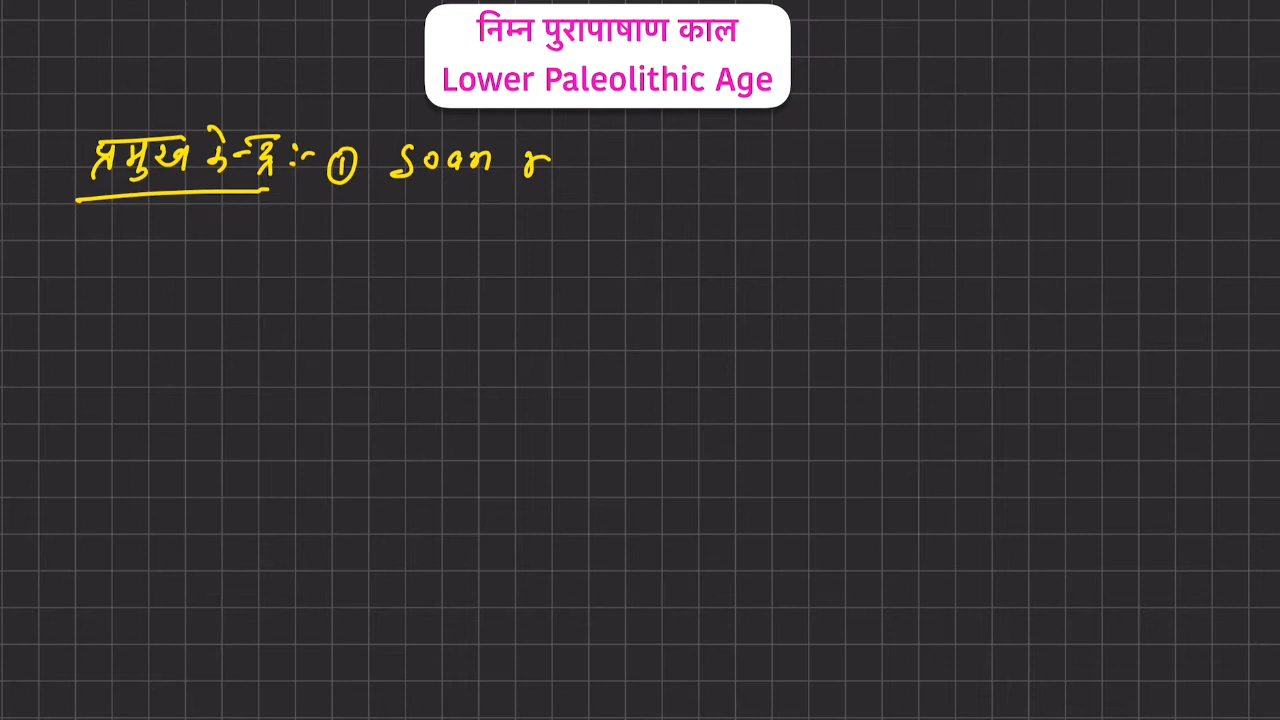 निम्न पुरापाषाण काल
Lower Paleolithic Age
प्रमुख केन्द्र :- ① Soan r